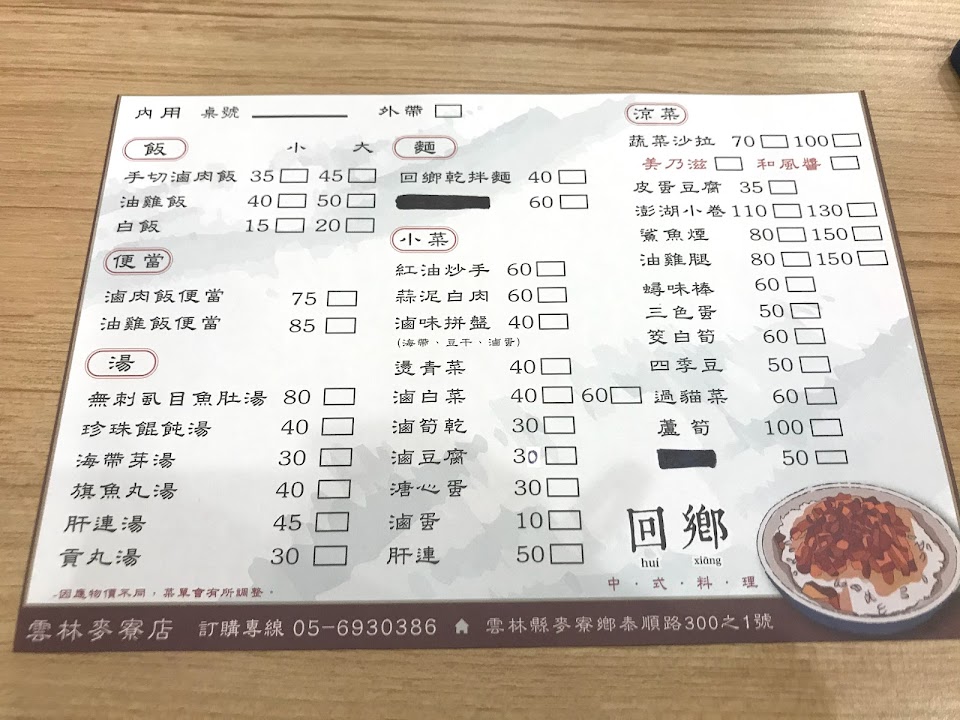 內用 桌號 外帶
飯 小 大
手切滷肉飯 35 45
油雞飯 40 50
白飯 15 20
便當
滷肉飯便當 75
油雞飯便當 85
湯
無刺虱目魚肚湯 80
珍珠餛飩湯 40
海帶芽湯 30
旗魚丸湯 40
肝連湯 45
貢丸湯 30
麵
回鄉乾拌麵 40
60
小菜
紅油炒手 60
蒜泥白肉 60
滷味拼盤 40
(海帶、豆干、滷蛋)
燙青菜 40
滷白菜 40 60
滷筍乾 30
滷豆腐 30
溏心蛋 30
滷蛋 10
肝連 50
涼菜
蔬菜沙拉 70 100
美乃滋 和風醬
皮蛋豆腐 35
澎湖小卷 110 130
鯊魚煙 80 150
油雞腿 80 150
蟳味棒 60
三色蛋 50
筊白筍 60
四季豆 50
過貓菜 60
蘆筍 100
50
回鄉
huí xiāng
中·式·料·理
-因應物價不同，菜單會有所調整。
雲林麥寮店 訂購專線 05-6930386 雲林縣麥寮鄉泰順路300之1號